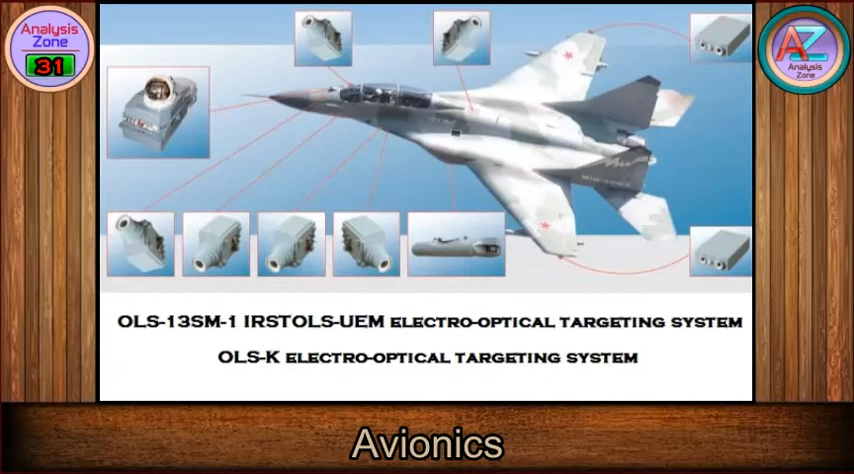 Analysis
Zone
31
AZ
Analysis
Zone
OLS-13SM-1 IRSTOLS-UEM ELECTRO-OPTICAL TARGETING SYSTEM
OLS-K ELECTRO-OPTICAL TARGETING SYSTEM
Avionics